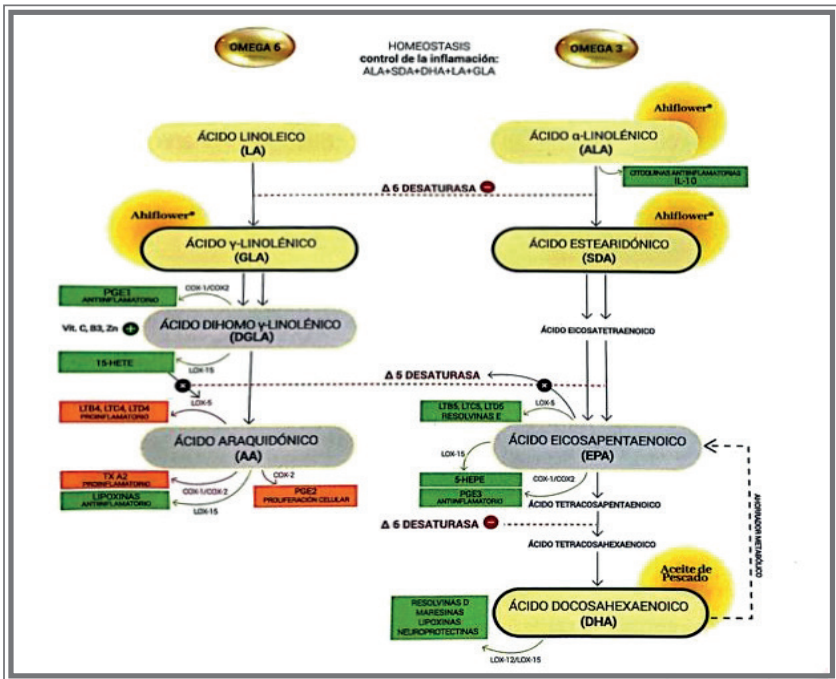 OMEGA 6
HOMEOSTASIS
control de la inflamación:
ALA+SDA+DHA+LA+GLA
OMEGA 3
Ahiflower®
ÁCIDO LINOLEICO
(LA)
ÁCIDO α-LINOLÉNICO
(ALA)
CITOQUINAS ANTIINFLAMATORIAS
IL-10
Δ 6 DESATURASA
Ahiflower®
Ahiflower®
ÁCIDO γ-LINOLÉNICO
(GLA)
ÁCIDO ESTEARIDÓNICO
(SDA)
PGE1
ANTIINFLAMATORIO
COX-1/COX2
Vit. C, B3, Zn
ÁCIDO DIHOMO γ-LINOLÉNICO
(DGLA)
ÁCIDO EICOSATETRAENOICO
15-HETE
LOX-15
Δ 5 DESATURASA
LOX-5
LOX-5
LTB4, LTC4, LTD4
PROINFLAMATORIO
LTB5, LTC5, LTD5
RESOLVINAS E
ÁCIDO ARAQUIDÓNICO
(AA)
ÁCIDO EICOSAPENTAENOICO
(EPA)
LOX-15
TX A2
PROINFLAMATORIO
COX-1/COX-2
COX-2
LIPOXINAS
ANTIINFLAMATORIO
LOX-15
PGE2
PROLIFERACIÓN CELULAR
5-HEPE
COX-1/COX2
PGE3
ANTIINFLAMATORIO
ÁCIDO TETRACOSAPENTAENOICO
Δ 6 DESATURASA
ÁCIDO TETRACOSAHEXAENOICO
AHORRADOR METABÓLICO
Aceite de
Pescado
RESOLVINAS D
MARESINAS
LIPOXINAS
NEUROPROTECTINAS
ÁCIDO DOCOSAHEXAENOICO
(DHA)
LOX-12/LOX-15